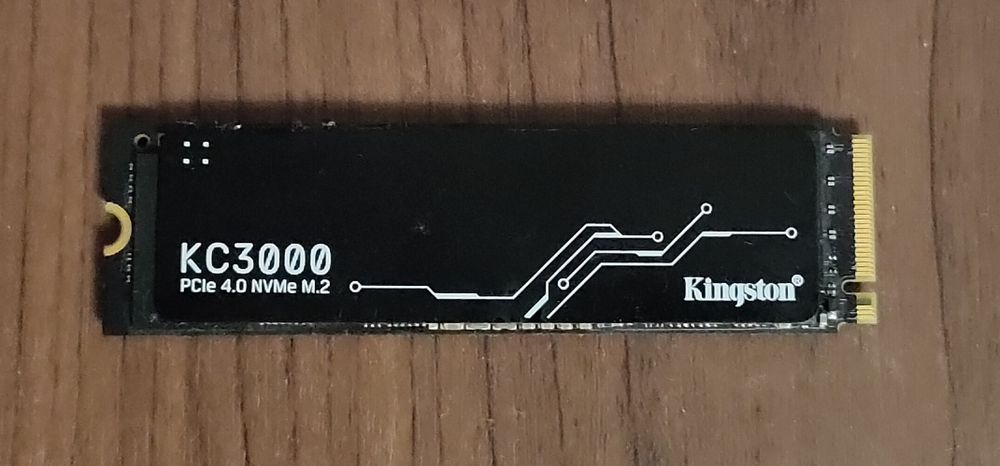 KC3000
PCIe 4.0 NVMe M.2
Kingston®